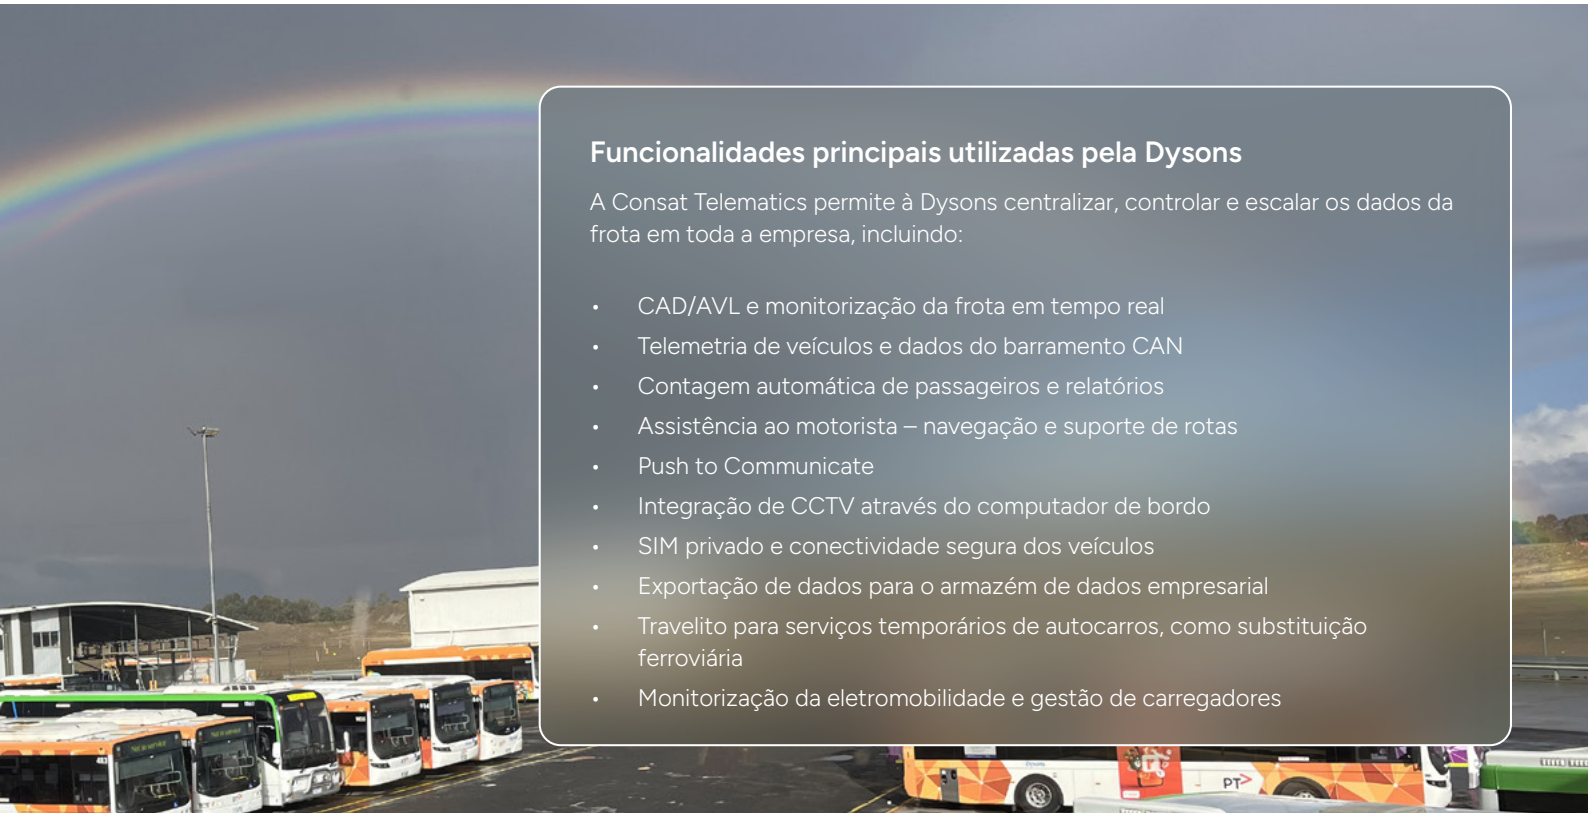 Funcionalidades principais utilizadas pela Dysons
A Consat Telematics permite à Dysons centralizar, controlar e escalar os dados da
frota em toda a empresa, incluindo:
• CAD/AVL e monitorização da frota em tempo real
• Telemetria de veículos e dados do barramento CAN
• Contagem automática de passageiros e relatórios
• Assistência ao motorista – navegação e suporte de rotas
• Push to Communicate
• Integração de CCTV através do computador de bordo
• SIM privado e conectividade segura dos veículos
• Exportação de dados para o armazém de dados empresarial
• Travelito para serviços temporários de autocarros, como substituição
ferroviária
• Monitorização da eletromobilidade e gestão de carregadores
Not in service
Dysons
PT>